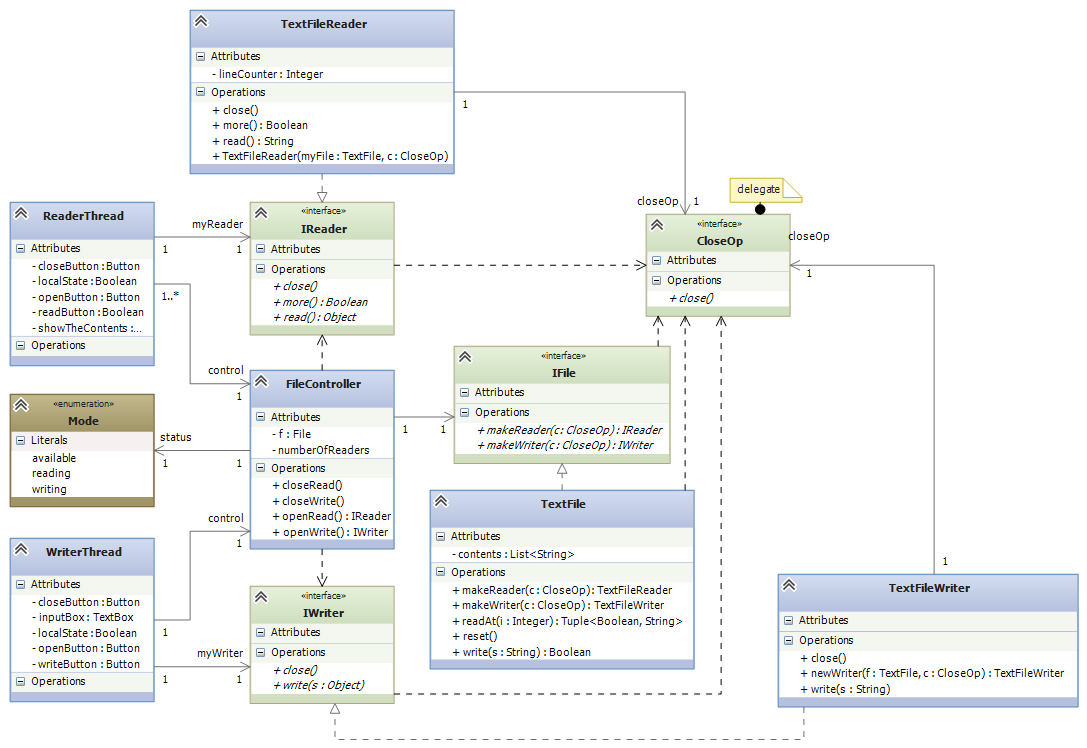 TextFileReader
Attributes
- lineCounter : Integer
Operations
+ close()
+ more() : Boolean
+ read() : String
+ TextFileReader(myFile : TextFile, c : CloseOp)
1
closeOp
1
delegate
ReaderThread
Attributes
- closeButton : Button
- localState : Boolean
- openButton : Button
- readButton : Boolean
- showTheContents :...
Operations
1
myReader
1
1..*
control
1
«interface»
IReader
Attributes
Operations
+ close()
+ more() : Boolean
+ read() : Object
«interface»
CloseOp
Attributes
Operations
+ close()
closeOp
1
«enumeration»
Mode
Literals
available
reading
writing
status
1
1
FileController
Attributes
- f : File
- numberOfReaders
Operations
+ closeRead()
+ closeWrite()
+ openRead() : IReader
+ openWrite() : IWriter
1
1
«interface»
IFile
Attributes
Operations
+ makeReader(c : CloseOp) : IReader
+ makeWriter(c : CloseOp) : IWriter
TextFile
Attributes
- contents : List<String>
Operations
+ makeReader(c : CloseOp) : TextFileReader
+ makeWriter(c : CloseOp) : TextFileWriter
+ readAt(i : Integer) : Tuple<Boolean, String>
+ reset()
+ write(s : String) : Boolean
WriterThread
Attributes
- closeButton : Button
- inputBox : TextBox
- localState : Boolean
- openButton : Button
- writeButton : Button
Operations
control
1
1
myWriter
1
1
«interface»
IWriter
Attributes
Operations
+ close()
+ write(s : Object)
1
TextFileWriter
Attributes
Operations
+ close()
+ newWriter(f : TextFile, c : CloseOp) : TextFileWriter
+ write(s : String)